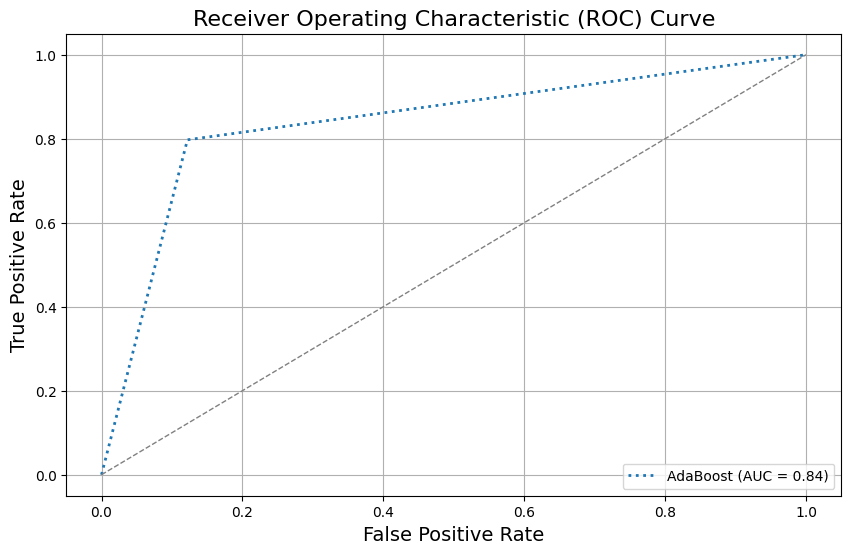 Receiver Operating Characteristic (ROC) Curve
True Positive Rate
1.0
0.8
0.6
0.4
0.2
0.0
AdaBoost (AUC = 0.84)
0.0 0.2 0.4 0.6 0.8 1.0
False Positive Rate